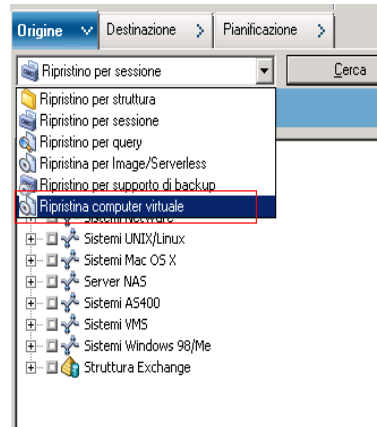 Origine Destinazione Pianificazione
Ripristino per sessione Cerca
Ripristino per struttura
Ripristino per sessione
Ripristino per query
Ripristina per Image/Serverless
Ripristino per supporto di backup
Ripristina computer virtuale
Sistemi UNIX/Linux
Sistemi Mac OS X
Server NAS
Sistemi AS400
Sistemi VMS
Sistemi Windows 98/Me
Struttura Exchange